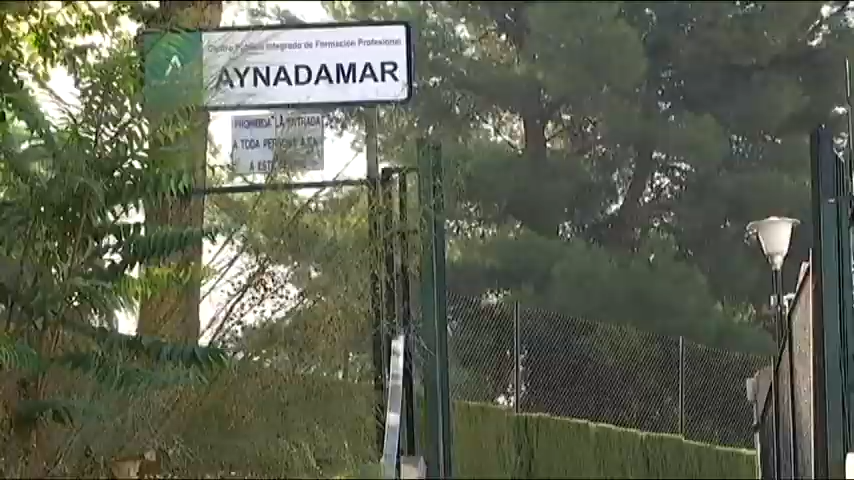 Centro Público Integrado de Formación Profesional
AYNADAMAR
PROHIBIDA LA ENTRADA
A TODA PERSONA AJENA
A ESTE